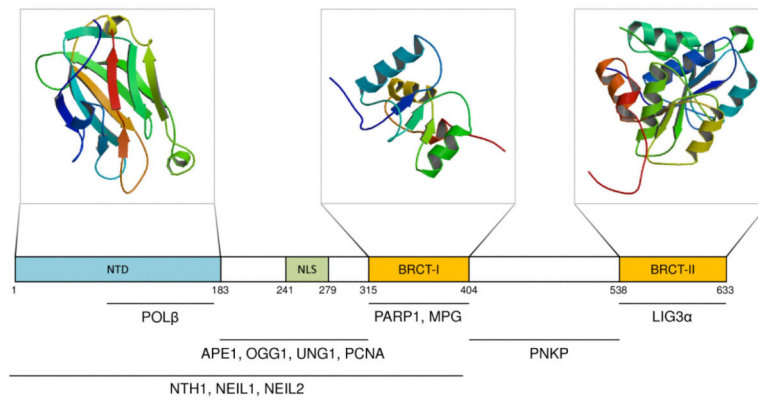 NTD NLS BRCT-I BRCT-II
1 183 241 279 315 404 538 633
POLβ PARP1, MPG LIG3α
APE1, OGG1, UNG1, PCNA PNKP
NTH1, NEIL1, NEIL2